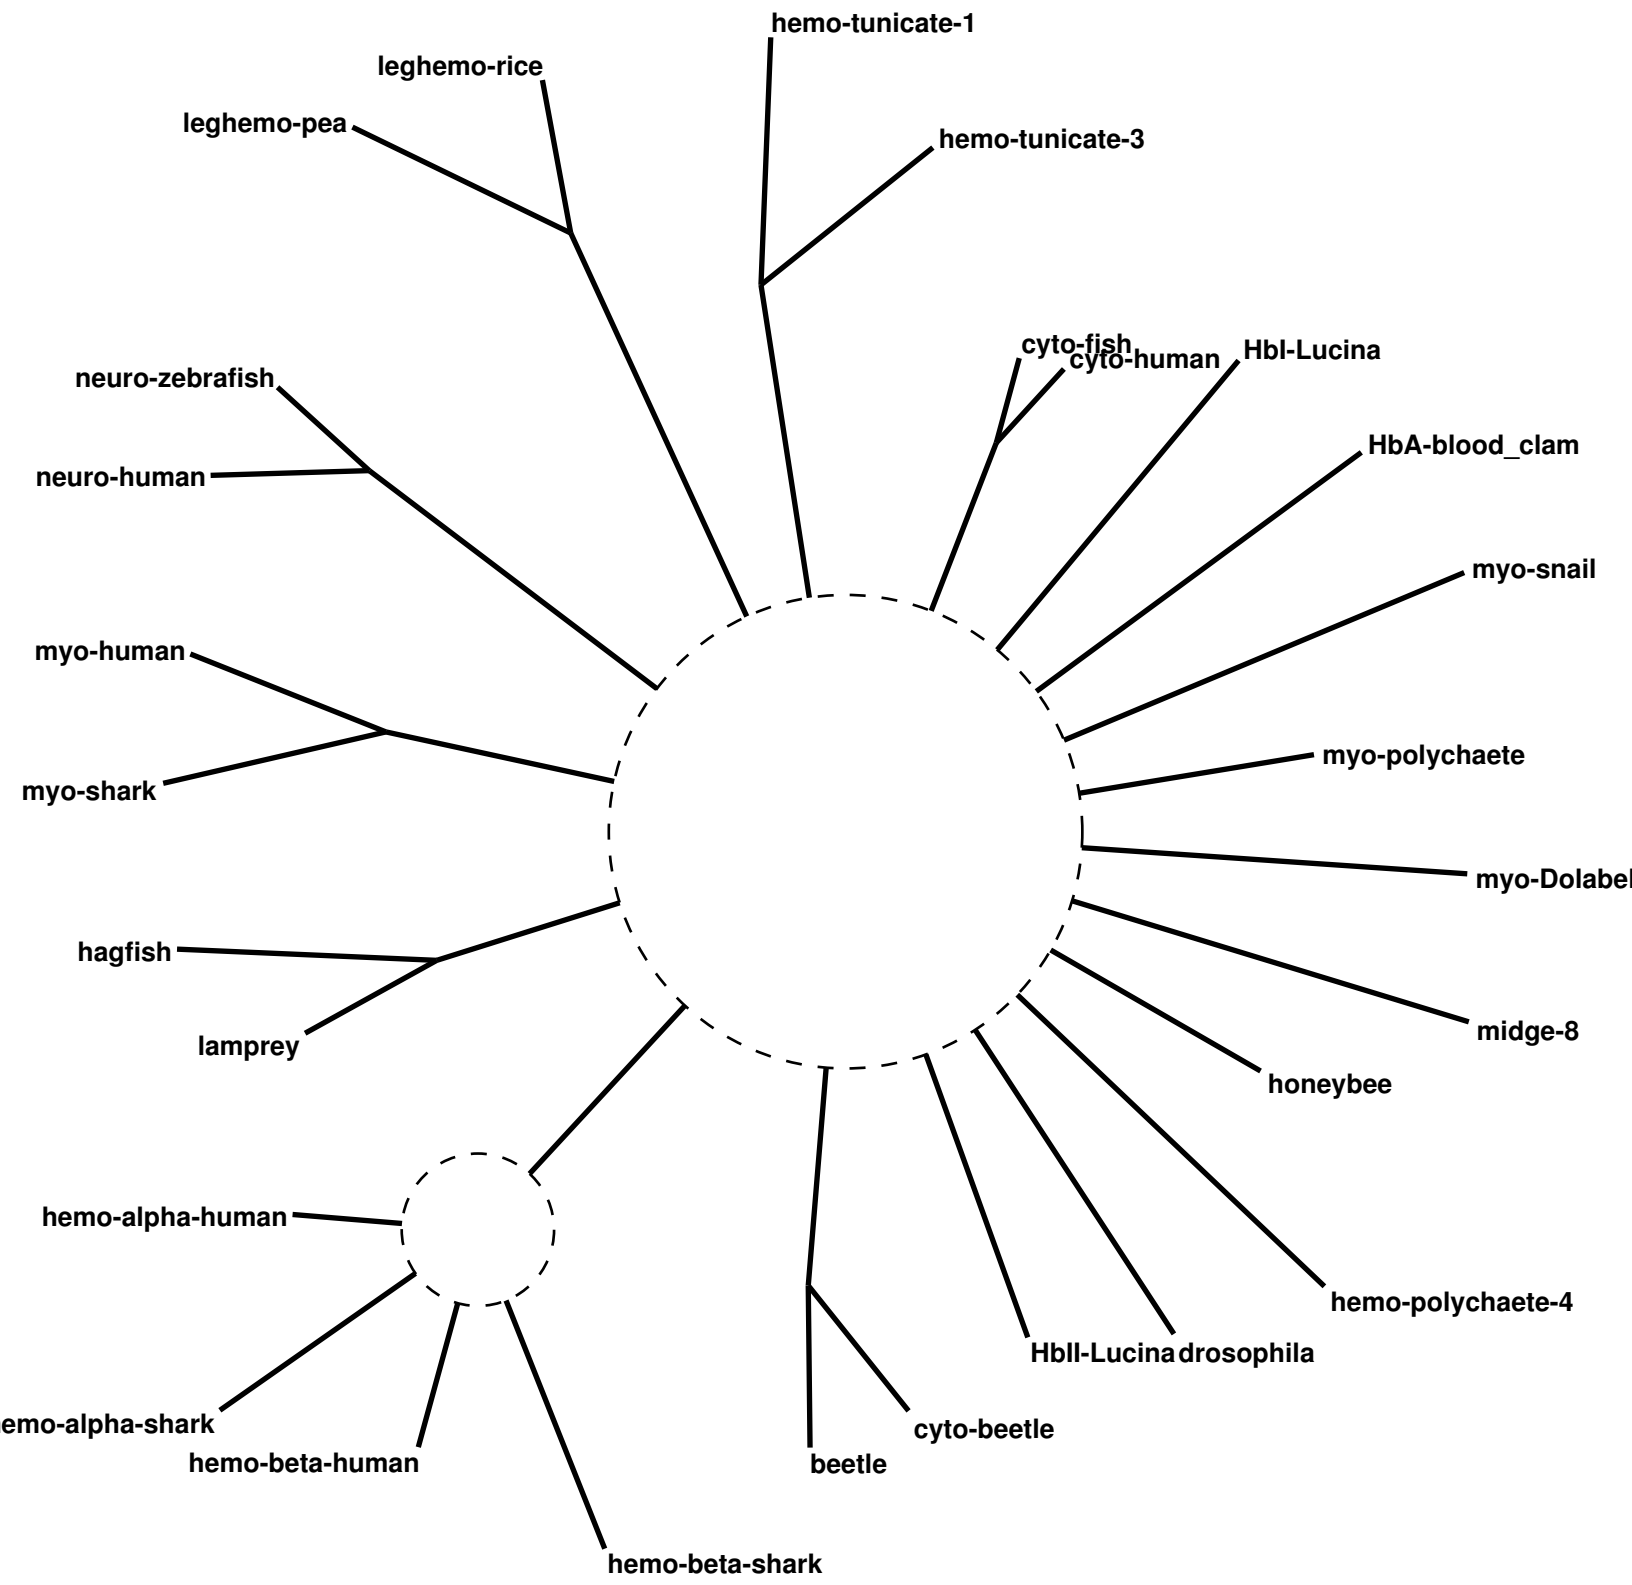 hemo-tunicate-1
leghemo-rice
leghemo-pea
hemo-tunicate-3
cyto-fish
cyto-human
HbI-Lucina
neuro-zebrafish
HbA-blood_clam
neuro-human
myo-snail
myo-human
myo-polychaete
myo-shark
myo-Dolabel
hagfish
midge-8
lamprey
honeybee
hemo-alpha-human
hemo-polychaete-4
HbII-Lucina
drosophila
emo-alpha-shark
cyto-beetle
hemo-beta-human
beetle
hemo-beta-shark